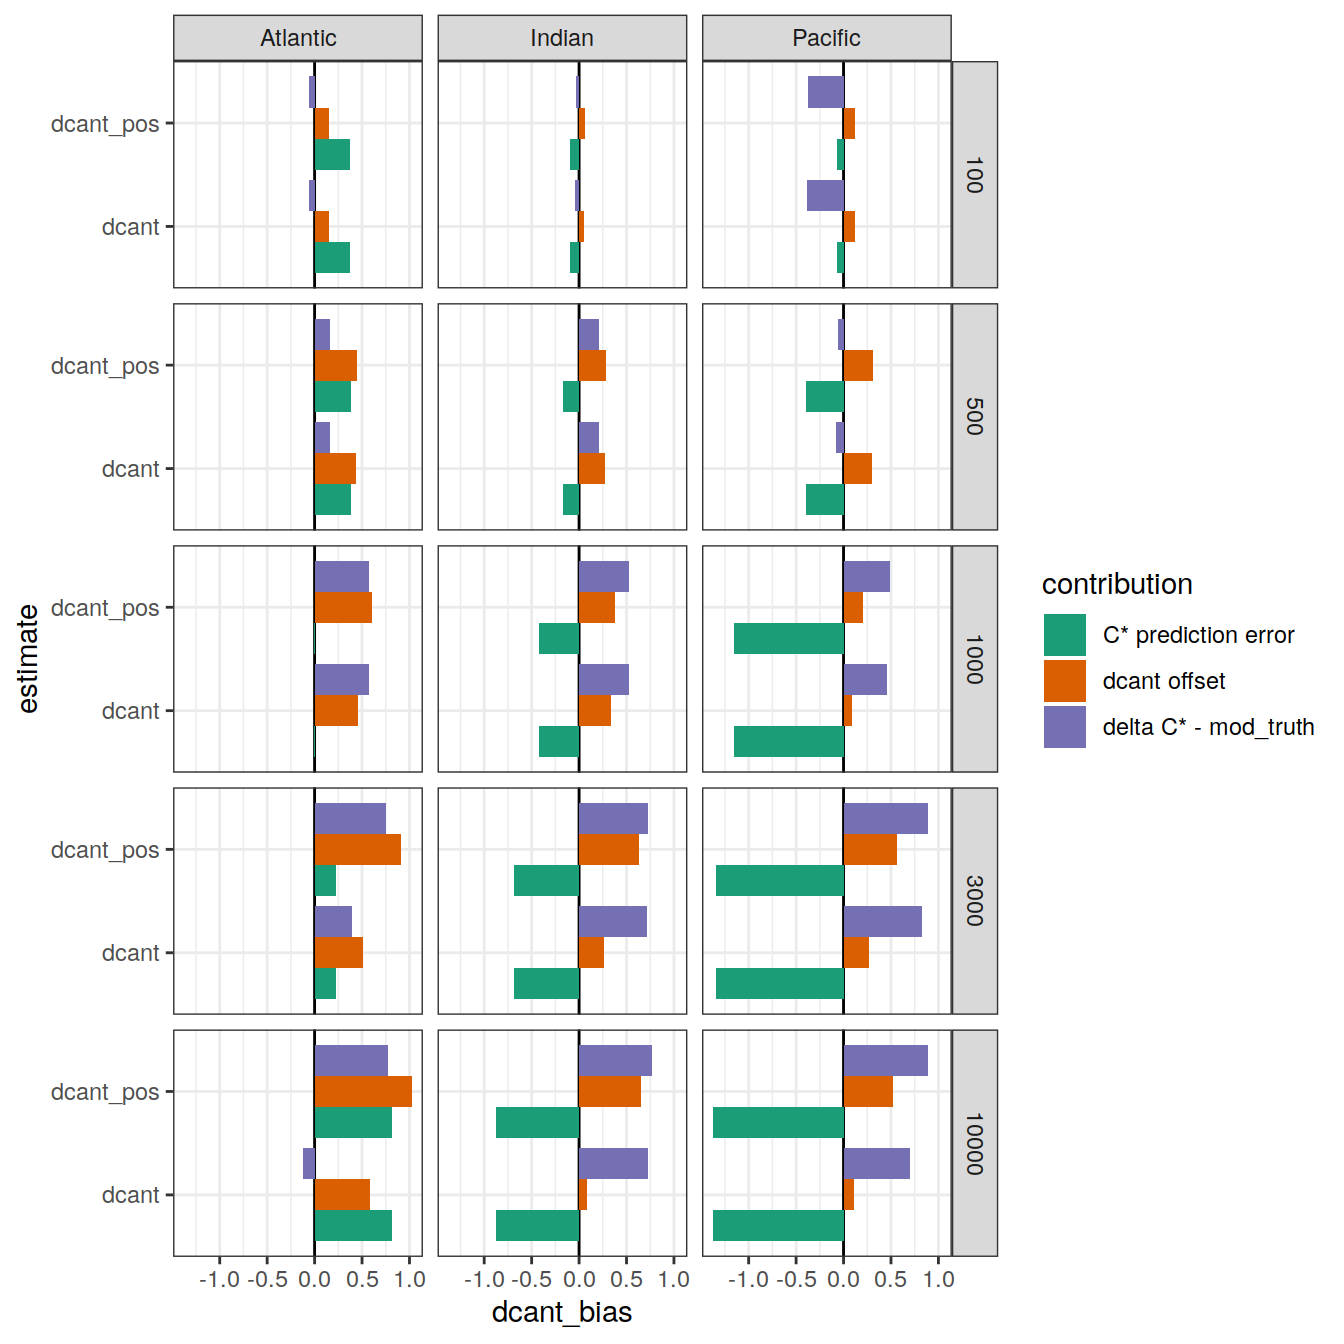 Atlantic Indian Pacific
dcant_pos
dcant
100
dcant_pos
dcant
500
dcant_pos
dcant
1000
dcant_pos
dcant
3000
dcant_pos
dcant
10000
-1.0 -0.5 0.0 0.5 1.0 -1.0 -0.5 0.0 0.5 1.0 -1.0 -0.5 0.0 0.5 1.0
dcant_bias
estimate
contribution
C* prediction error
dcant offset
delta C* - mod_truth